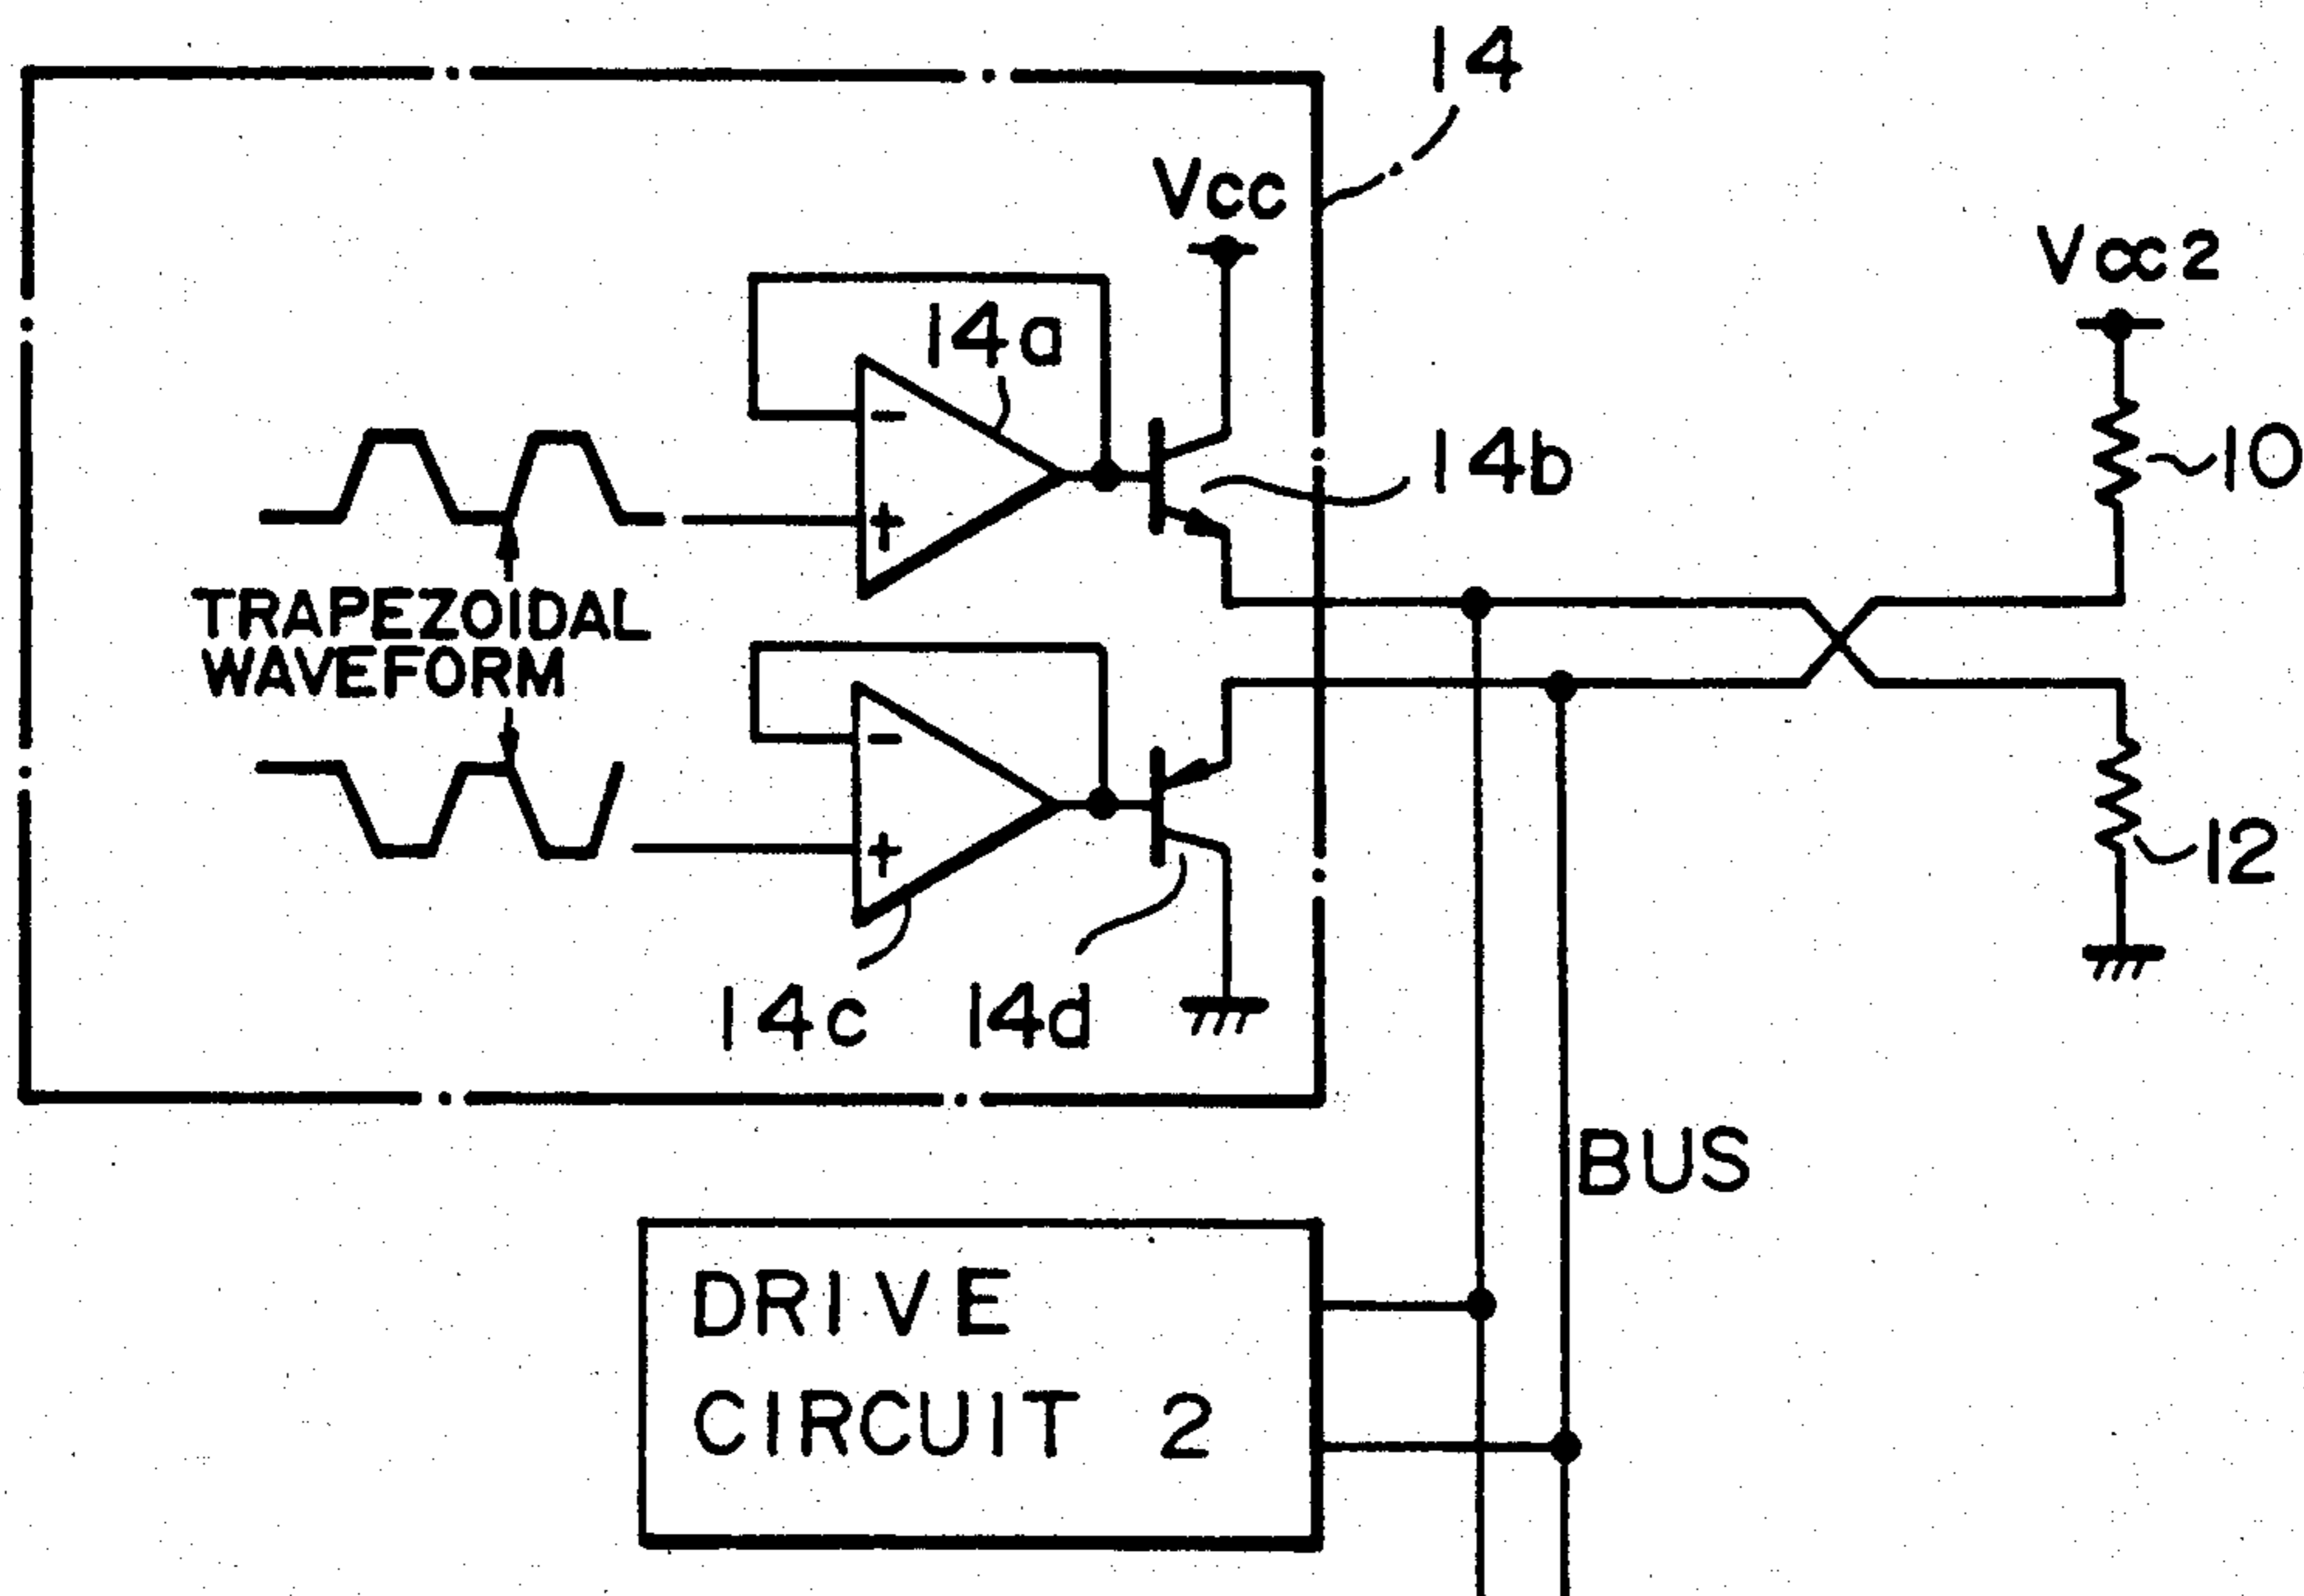 14
Vcc
Vcc2
14a
-
+
14b
10
TRAPEZOIDAL
WAVEFORM
-
+
12
14c
14d
BUS
DRIVE
CIRCUIT 2